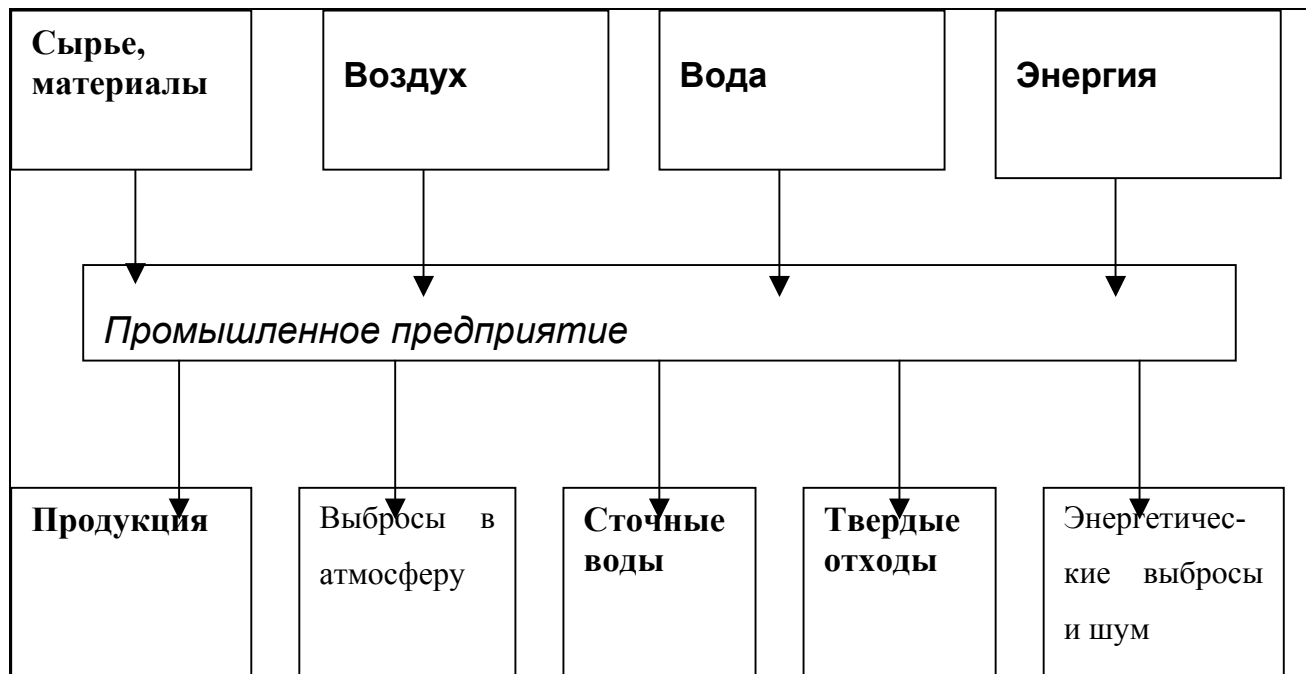 Сырье,
материалы
Воздух
Вода
Энергия
Промышленное предприятие
Продукция
Выбросы в
атмосферу
Сточные
воды
Твердые
отходы
Энергетичес-
кие выбросы
и шум